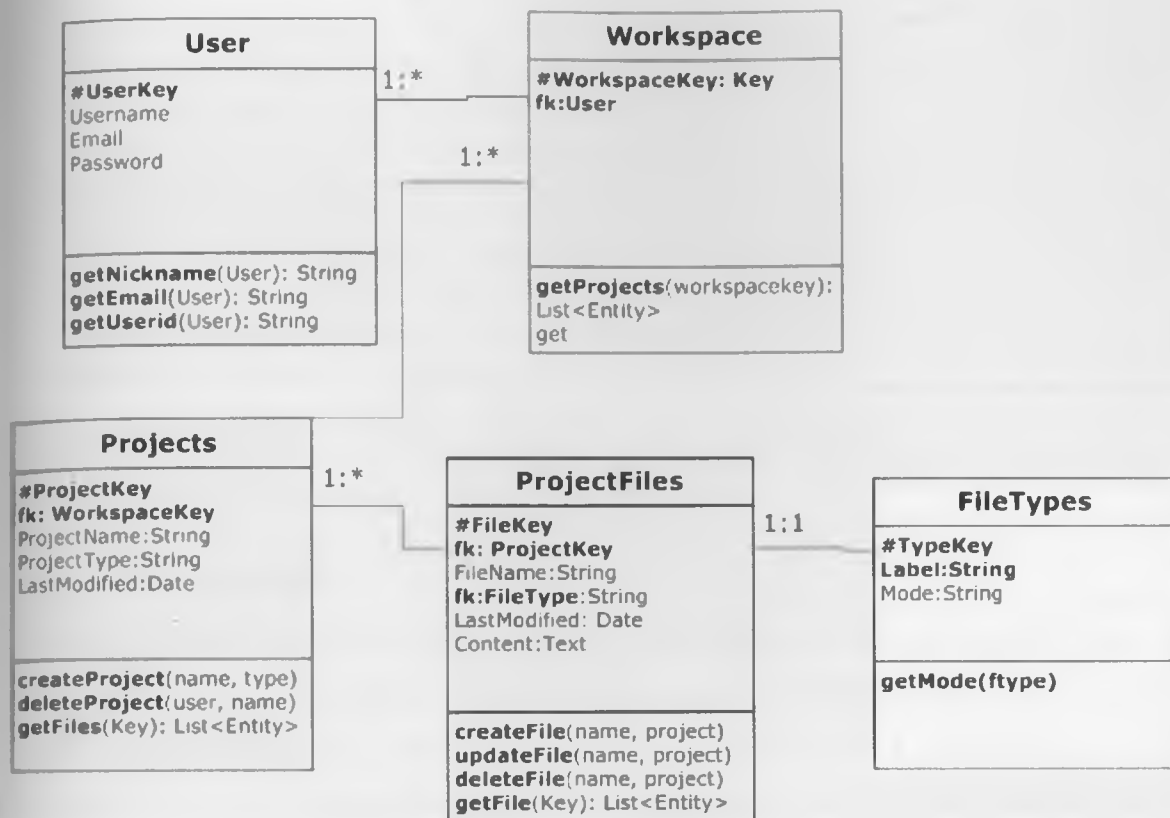 User
#UserKey
Username
Email
Password
getNickname(User): String
getEmail(User): String
getUserid(User): String
1:*
Workspace
#WorkspaceKey: Key
fk:User
getProjects(workspacekey):
List<Entity>
get
1:*
Projects
#ProjectKey
fk: WorkspaceKey
ProjectName:String
ProjectType:String
LastModified:Date
createProject(name, type)
deleteProject(user, name)
getFiles(Key): List<Entity>
1:*
ProjectFiles
#FileKey
fk: ProjectKey
FileName:String
fk:FileType:String
LastModified: Date
Content:Text
createFile(name, project)
updateFile(name, project)
deleteFile(name, project)
getFile(Key): List<Entity>
1:1
FileTypes
#TypeKey
Label:String
Mode:String
getMode(ftype)